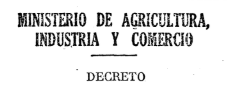 MINISTERIO DE AGRICULTURA,
INDUSTRIA Y COMERCIO
DECRETO